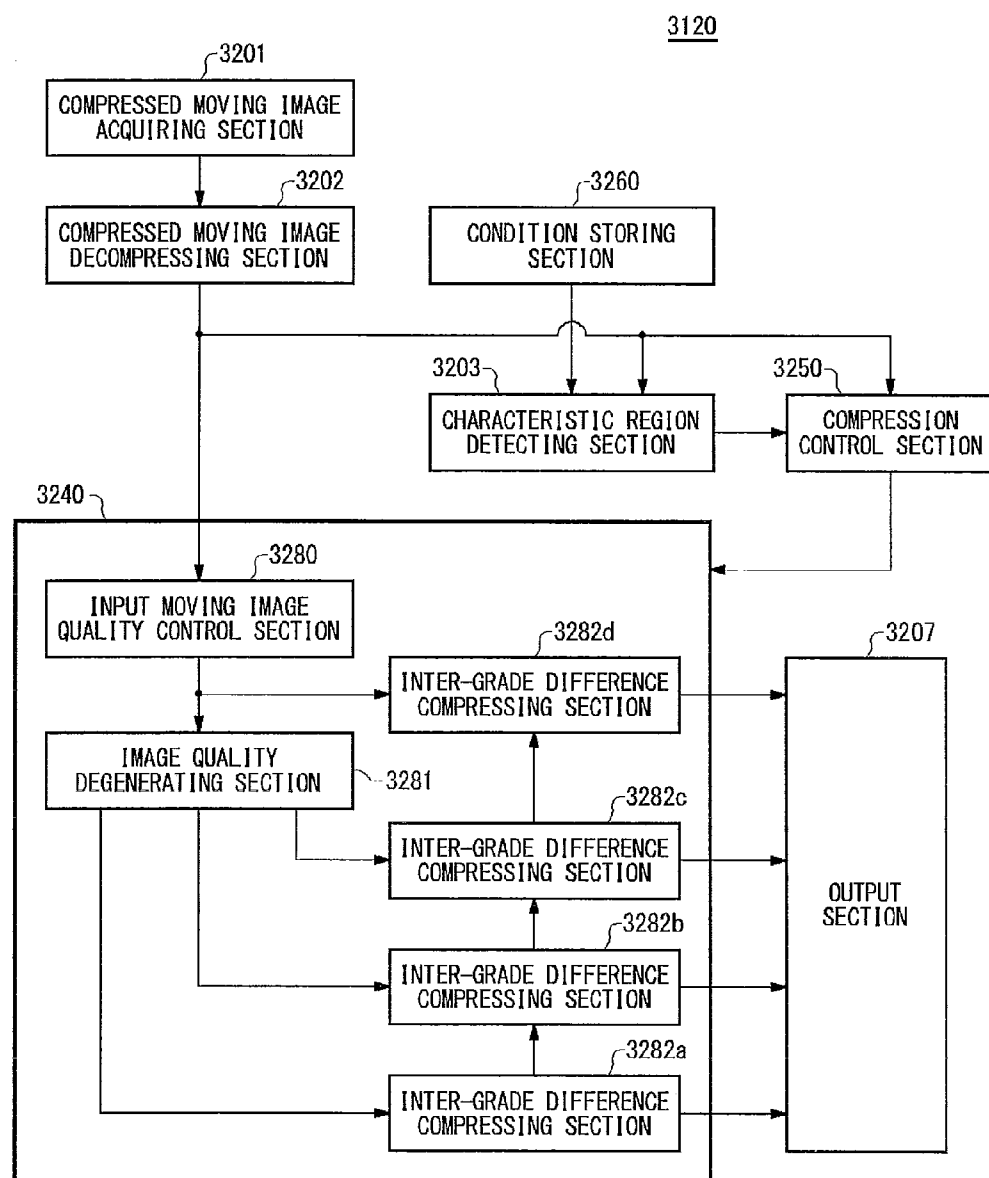 3120
3201
COMPRESSED MOVING IMAGE
ACQUIRING SECTION
3202
COMPRESSED MOVING IMAGE
DECOMPRESSING SECTION
3260
CONDITION STORING
SECTION
3203
CHARACTERISTIC REGION
DETECTING SECTION
3250
COMPRESSION
CONTROL SECTION
3240
3280
INPUT MOVING IMAGE
QUALITY CONTROL SECTION
3282d
INTER-GRADE DIFFERENCE
COMPRESSING SECTION
3207
OUTPUT
SECTION
IMAGE QUALITY
DEGENERATING SECTION
3281
3282c
INTER-GRADE DIFFERENCE
COMPRESSING SECTION
3282b
INTER-GRADE DIFFERENCE
COMPRESSING SECTION
3282a
INTER-GRADE DIFFERENCE
COMPRESSING SECTION